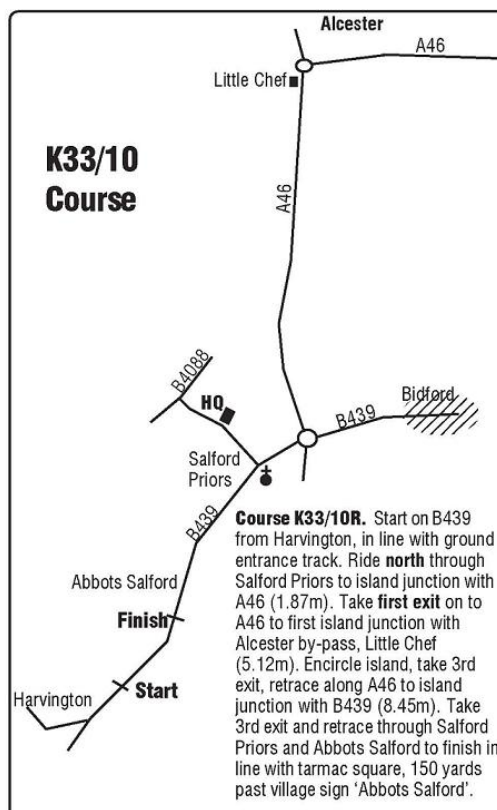 Alcester
A46
Little Chef
K33/10
Course
A46
B4088
HQ
Bidford
B439
Salford
Priors
B439
Course K33/10R. Start on B439
from Harvington, in line with ground
entrance track. Ride north through
Salford Priors to island junction with
A46 (1.87m). Take first exit on to
A46 to first island junction with
Alcester by-pass, Little Chef
(5.12m). Encircle island, take 3rd
exit, retrace along A46 to island
junction with B439 (8.45m). Take
3rd exit and retrace through Salford
Priors and Abbots Salford to finish in
line with tarmac square, 150 yards
past village sign ‘Abbots Salford’.
Abbots Salford
Finish
Start
Harvington